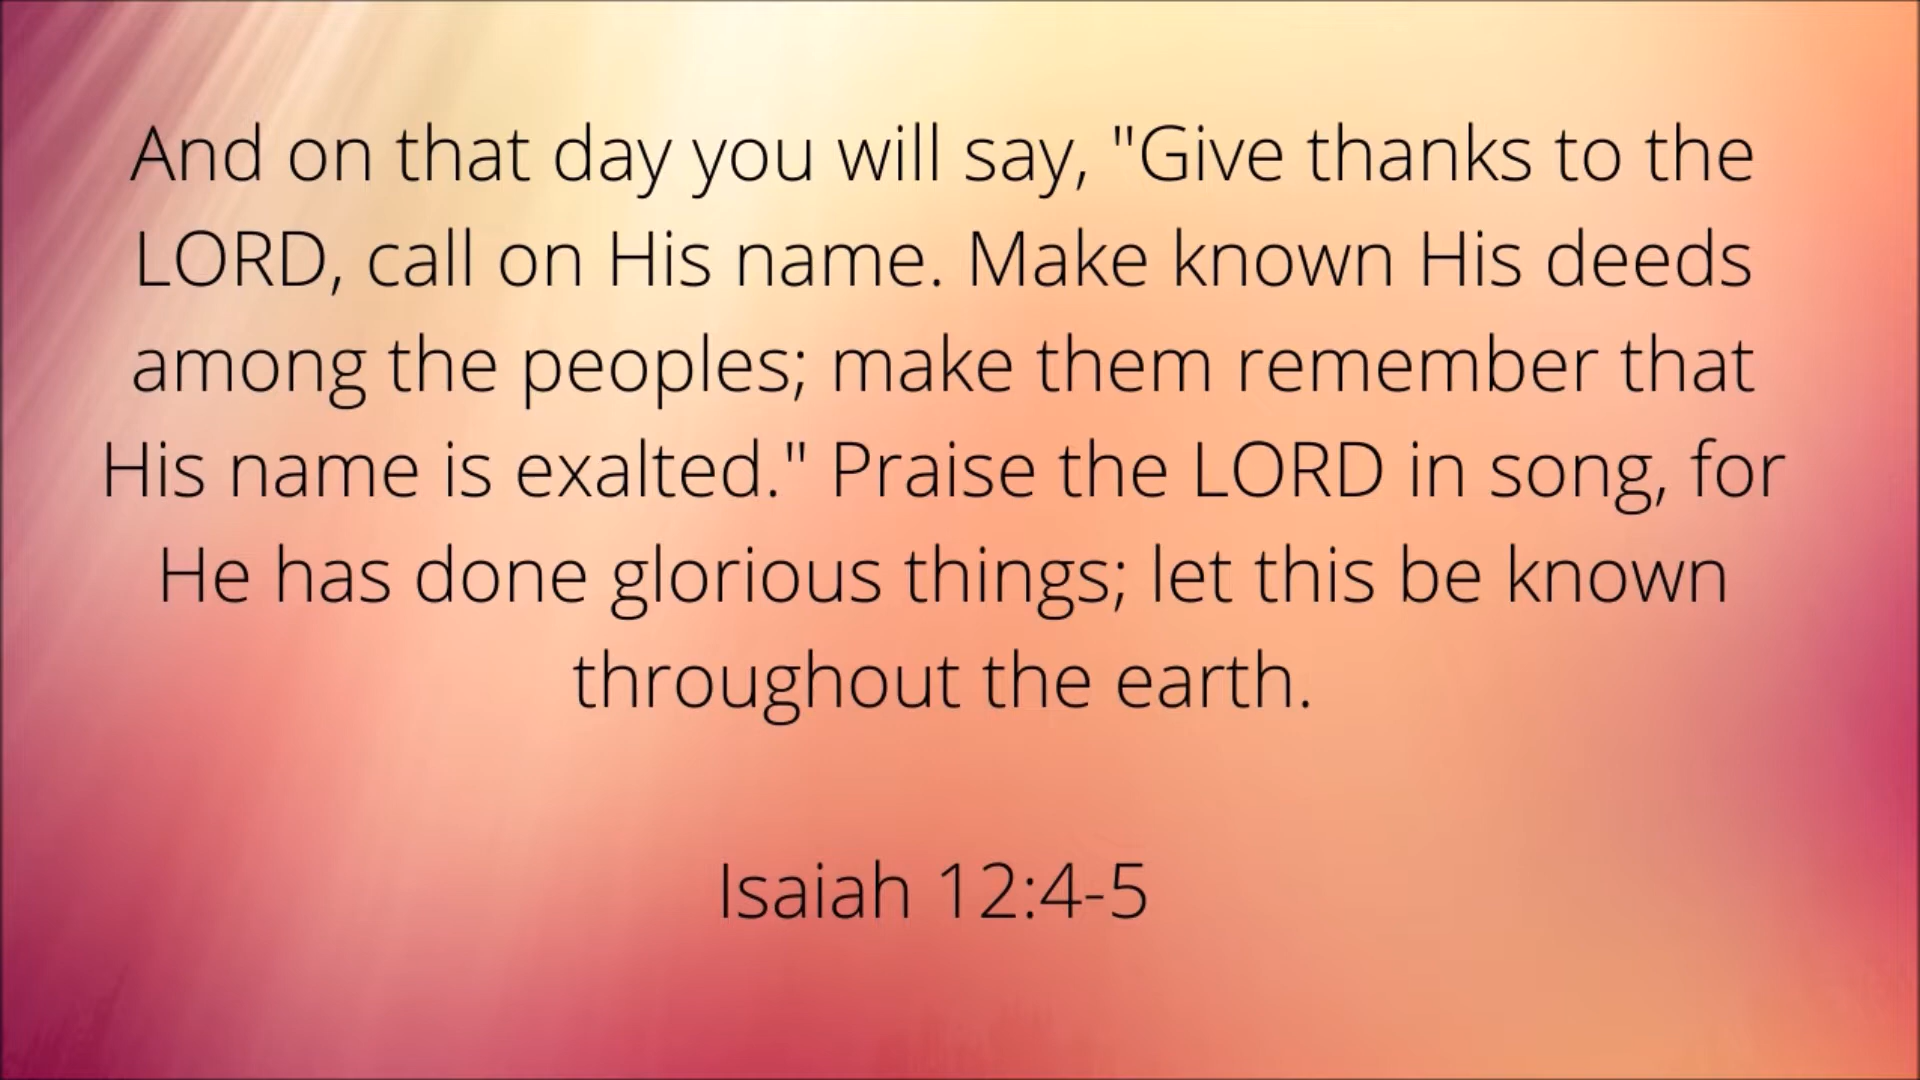 And on that day you will say, "Give thanks to the
LORD, call on His name. Make known His deeds
among the peoples; make them remember that
His name is exalted." Praise the LORD in song, for
He has done glorious things; let this be known
throughout the earth.
Isaiah 12:4-5